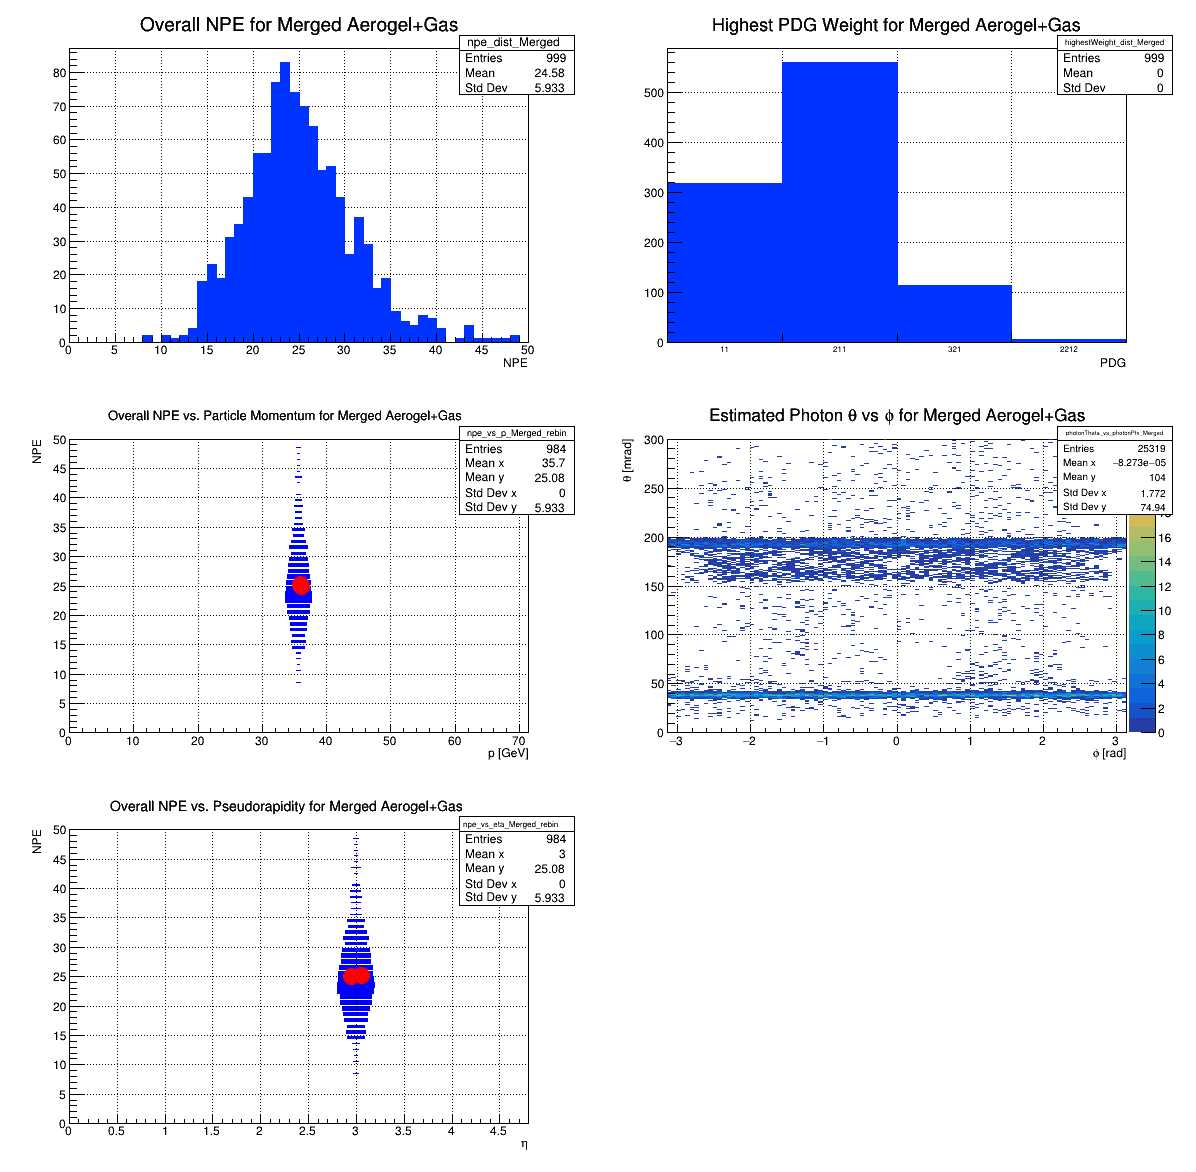 Overall NPE for Merged Aerogel+Gas
npe_dist_Merged
Entries 999
Mean 24.58
Std Dev 5.933
80
70
60
50
40
30
20
10
0
0 5 10 15 20 25 30 35 40 45 50
NPE
Highest PDG Weight for Merged Aerogel+Gas
highestWeight_dist_Merged
Entries 999
Mean 0
Std Dev 0
500
400
300
200
100
0
11 211 321 2212
PDG
Overall NPE vs. Particle Momentum for Merged Aerogel+Gas
npe_vs_p_Merged_rebin
Entries 984
Mean x 35.7
Mean y 25.08
Std Dev x 0
Std Dev y 5.933
NPE
50
45
40
35
30
25
20
15
10
5
0
0 10 20 30 40 50 60 70
p [GeV]
Estimated Photon θ vs ϕ for Merged Aerogel+Gas
photonTheta_vs_photonPhi_Merged
Entries 25319
Mean x −8.273e−05
Mean y 104
Std Dev x 1.772
Std Dev y 74.94
θ [mrad]
300
250
200
150
100
50
0
−3 −2 −1 0 1 2 3
ϕ [rad]
16
14
12
10
8
6
4
2
0
Overall NPE vs. Pseudorapidity for Merged Aerogel+Gas
npe_vs_eta_Merged_rebin
Entries 984
Mean x 3
Mean y 25.08
Std Dev x 0
Std Dev y 5.933
NPE
50
45
40
35
30
25
20
15
10
5
0
0 0.5 1 1.5 2 2.5 3 3.5 4 4.5
η